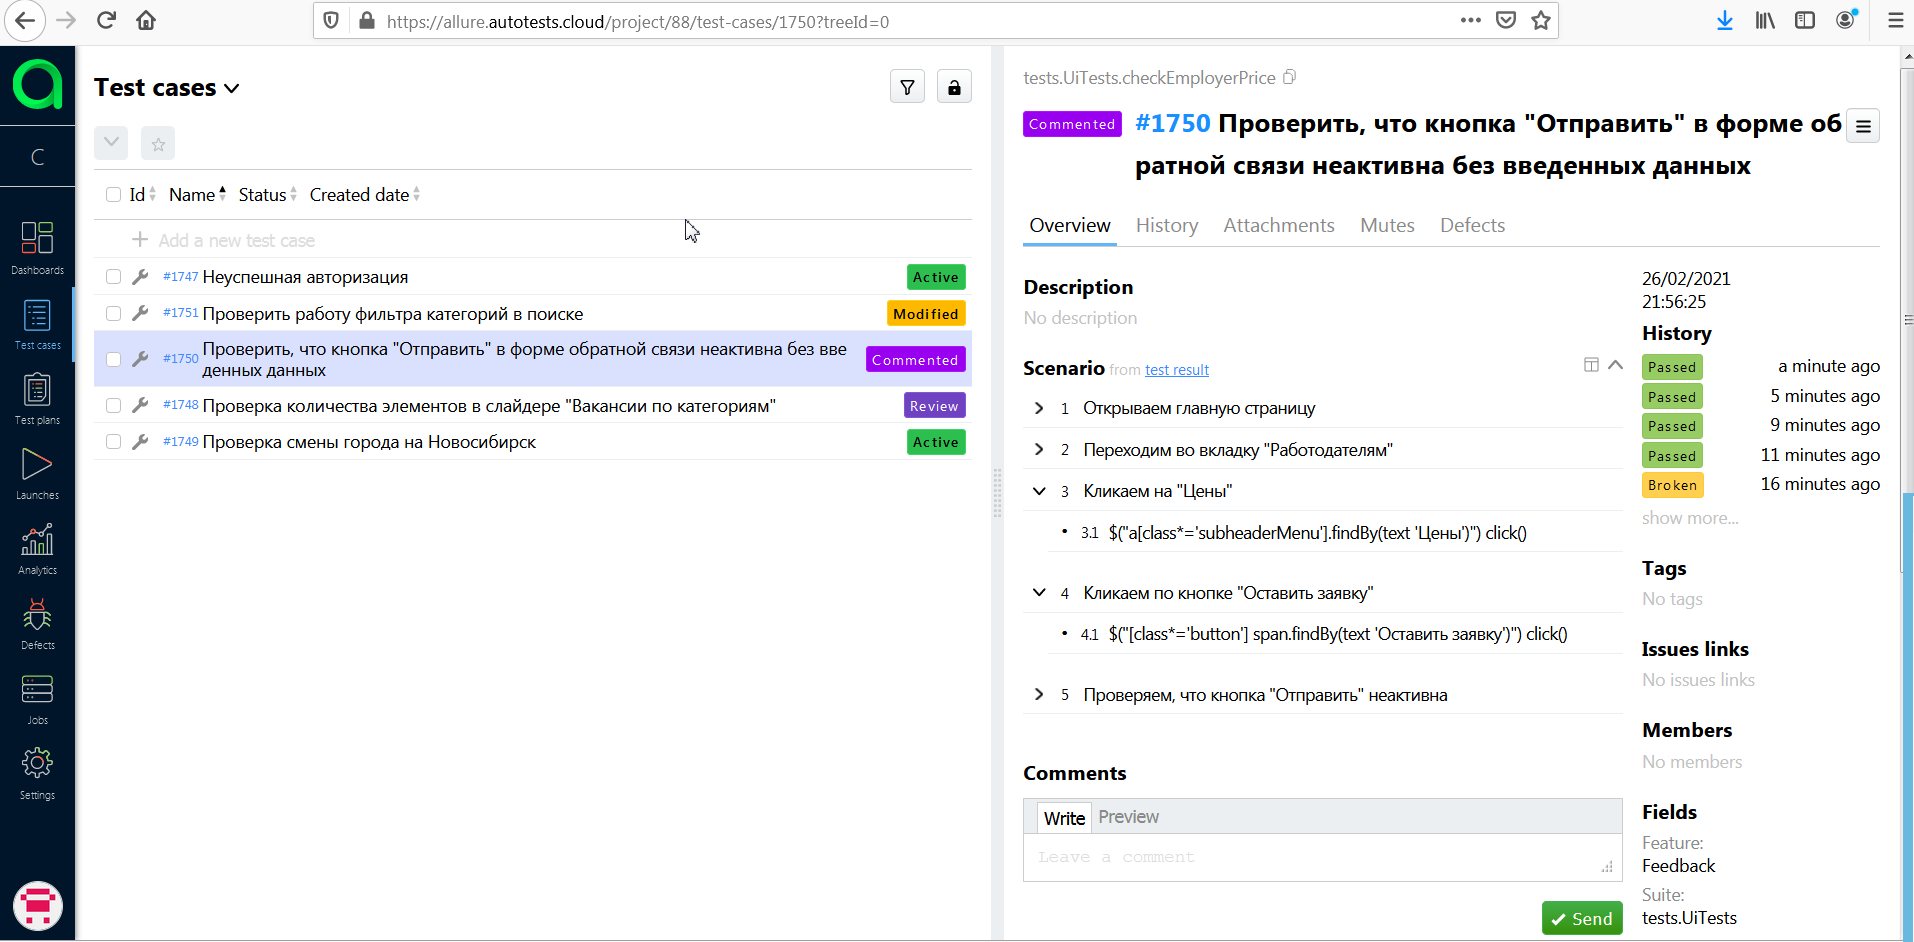 https://allure.autotests.cloud/project/88/test-cases/1750?treeId=0
C
Dashboards
Test cases
Test plans
Launches
Analytics
Defects
Jobs
Settings
Test cases
Id Name Status Created date
Add a new test case
#1747 Неуспешная авторизация Active
#1751 Проверить работу фильтра категорий в поиске Modified
#1750 Проверить, что кнопка "Отправить" в форме обратной связи неактивна без вве
денных данных
Commented
#1748 Проверка количества элементов в слайдере "Вакансии по категориям" Review
#1749 Проверка смены города на Новосибирск Active
tests.UiTests.checkEmployerPrice
Commented #1750 Проверить, что кнопка "Отправить" в форме об
ратной связи неактивна без введенных данных
Overview History Attachments Mutes Defects
Description
No description
Scenario from test result
1 Открываем главную страницу
2 Переходим во вкладку "Работодателям"
3 Кликаем на "Цены"
3.1 $("a[class*='subheaderMenu'].findBy(text 'Цены')") click()
4 Кликаем по кнопке "Оставить заявку"
4.1 $("[class*='button'] span.findBy(text 'Оставить заявку')") click()
5 Проверяем, что кнопка "Отправить" неактивна
Comments
Write Preview
Leave a comment
Send
26/02/2021
21:56:25
History
Passed a minute ago
Passed 5 minutes ago
Passed 9 minutes ago
Passed 11 minutes ago
Broken 16 minutes ago
show more...
Tags
No tags
Issues links
No issues links
Members
No members
Fields
Feature:
Feedback
Suite:
tests.UiTests